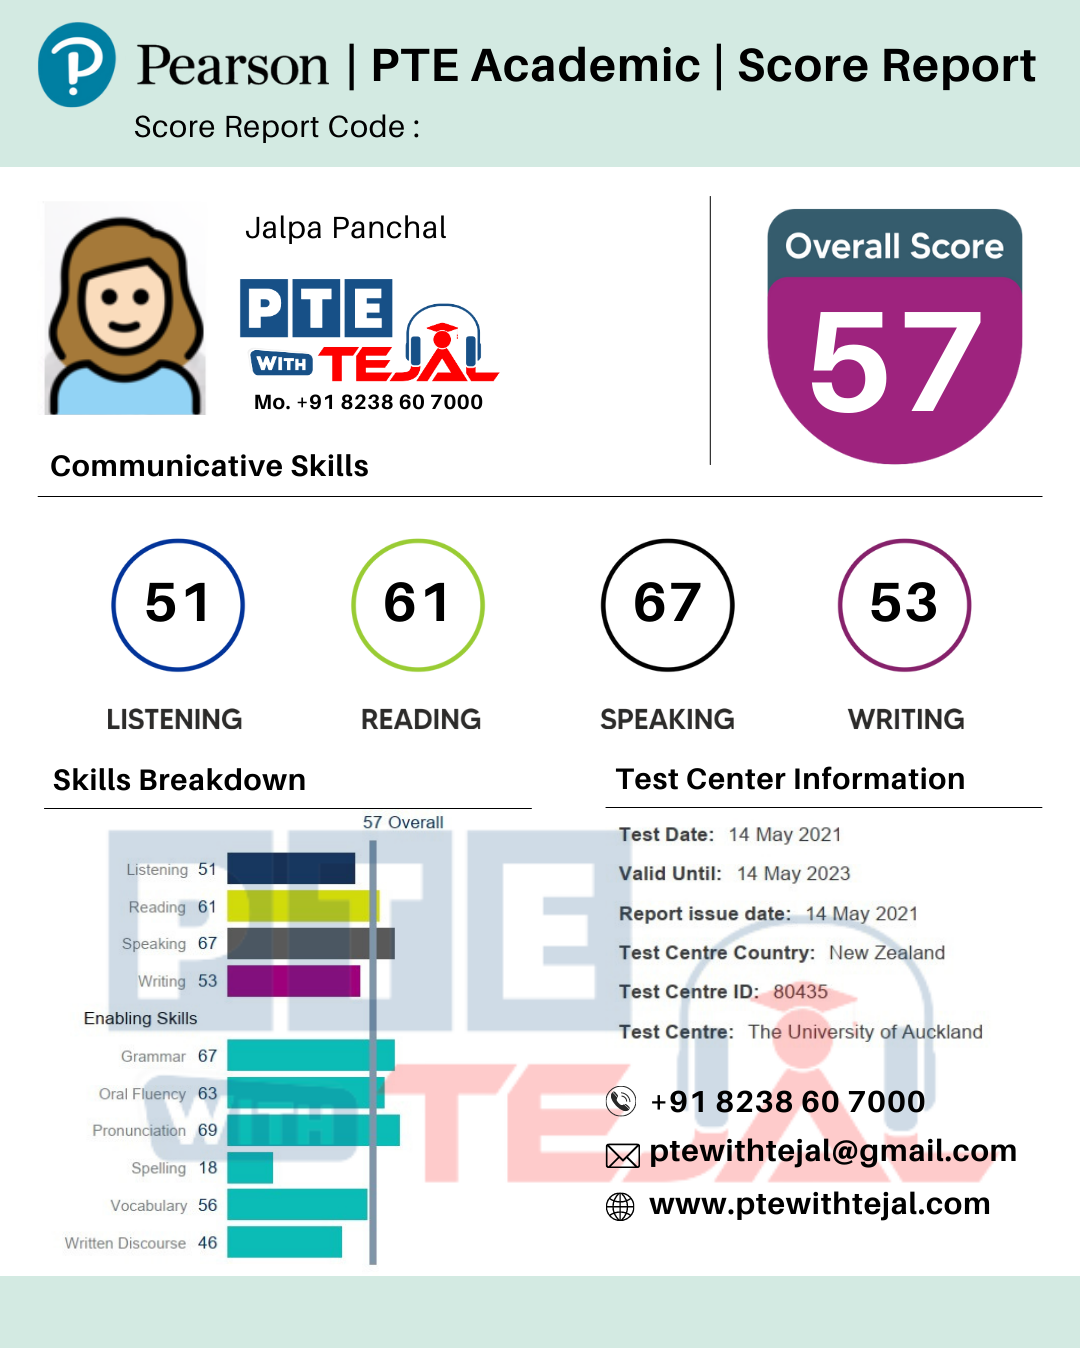 Pearson | PTE Academic | Score Report
Score Report Code :
Jalpa Panchal
PTE
WITH TEJAL
Mo. +91 8238 60 7000
Overall Score
57
Communicative Skills
51 61 67 53
LISTENING READING SPEAKING WRITING
Skills Breakdown
57 Overall
Listening 51
Reading 61
Speaking 67
Writing 53
Enabling Skills
Grammar 67
Oral Fluency 63
Pronunciation 69
Spelling 18
Vocabulary 56
Written Discourse 46
Test Center Information
Test Date: 14 May 2021
Valid Until: 14 May 2023
Report issue date: 14 May 2021
Test Centre Country: New Zealand
Test Centre ID: 80435
Test Centre: The University of Auckland
+91 8238 60 7000
ptewithtejal@gmail.com
www.ptewithtejal.com
PTE
WITH TEJAL